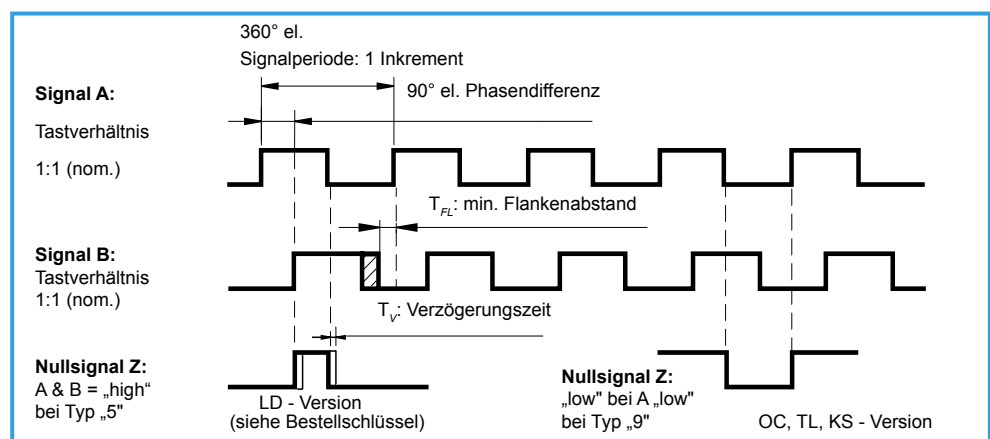 360° el.
Signalperiode: 1 Inkrement
Signal A:
90° el. Phasendifferenz
Tastverhältnis
1:1 (nom.)
T_FL: min. Flankenabstand
Signal B:
Tastverhältnis
1:1 (nom.)
T_V: Verzögerungszeit
Nullsignal Z:
A & B = „high“
bei Typ „5"
LD - Version
(siehe Bestellschlüssel)
Nullsignal Z:
„low" bei A „low"
bei Typ „9"
OC, TL, KS - Version